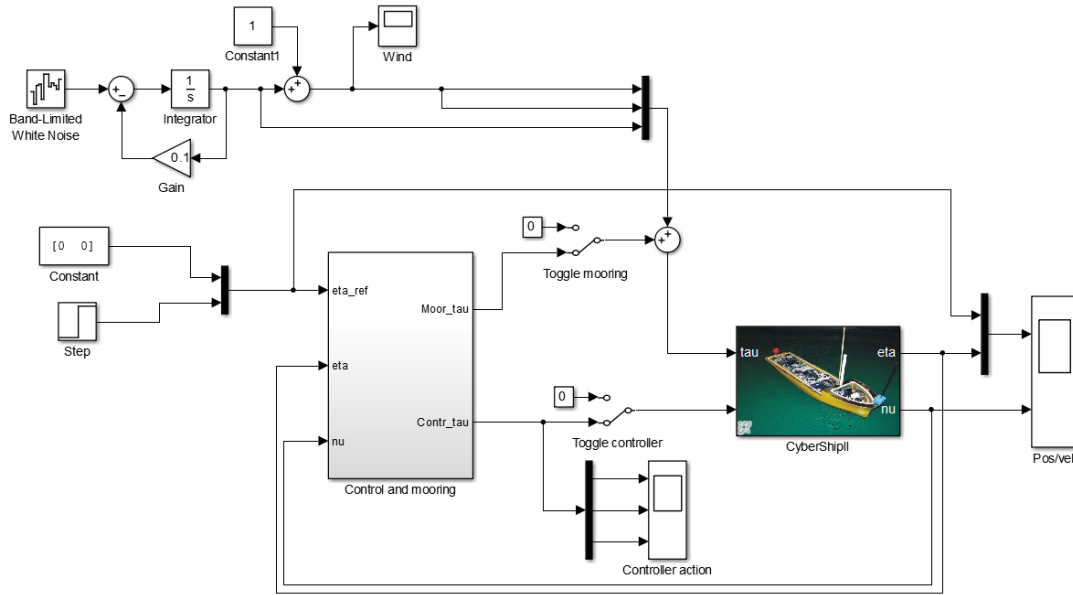 1
Constant1
Wind
Band-Limited
White Noise
1
s
Integrator
0.1
Gain
[0 0]
Constant
Step
eta_ref
eta
nu
Moor_tau
Contr_tau
Control and mooring
0
Toggle mooring
0
Toggle controller
Controller action
tau
eta
nu
CyberShipII
Pos/vel